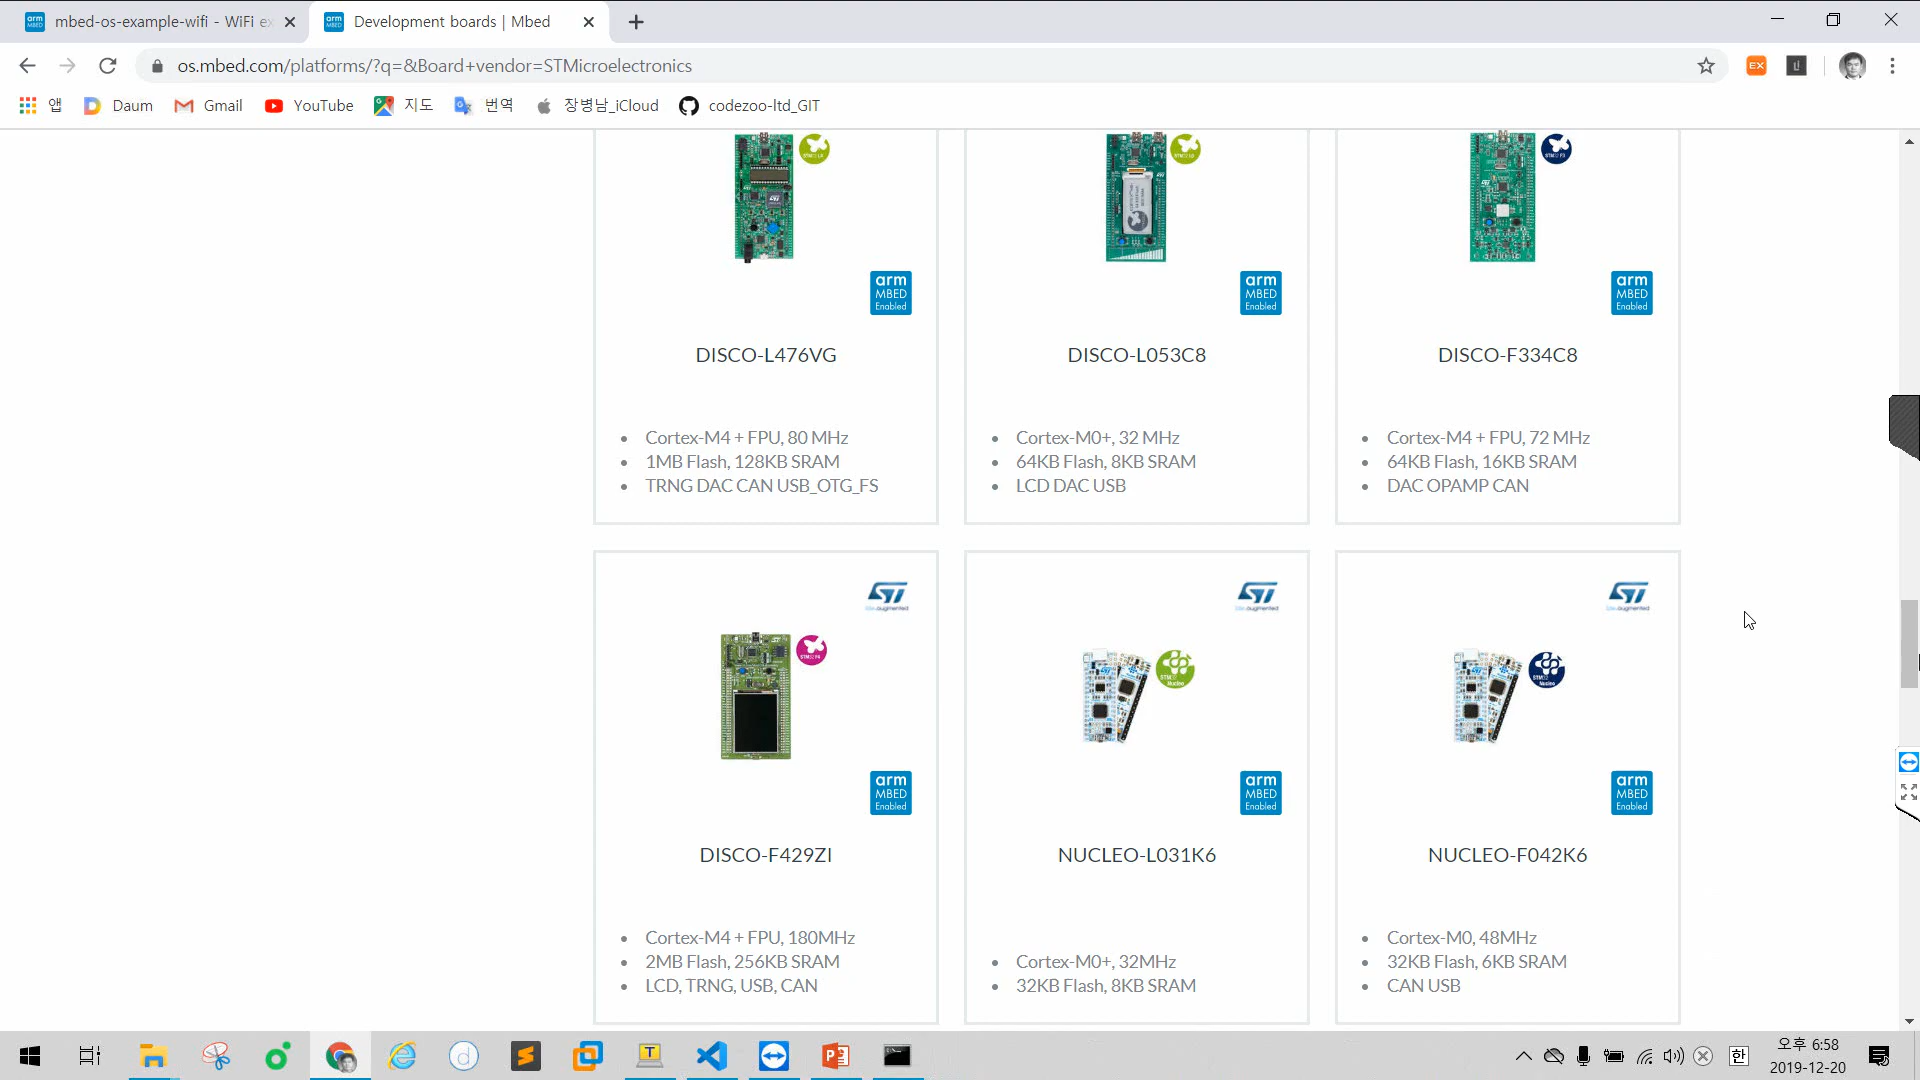 mbed-os-example-wifi - WiFi ex
Development boards | Mbed
os.mbed.com/platforms/?q=&Board+vendor=STMicroelectronics
앱
Daum
Gmail
YouTube
지도
번역
장병남_iCloud
codezoo-ltd_GIT
arm
MBED
Enabled
arm
MBED
Enabled
arm
MBED
Enabled
DISCO-L476VG
DISCO-L053C8
DISCO-F334C8
Cortex-M4 + FPU, 80 MHz
1MB Flash, 128KB SRAM
TRNG DAC CAN USB_OTG_FS
Cortex-M0+, 32 MHz
64KB Flash, 8KB SRAM
LCD DAC USB
Cortex-M4 + FPU, 72 MHz
64KB Flash, 16KB SRAM
DAC OPAMP CAN
arm
MBED
Enabled
arm
MBED
Enabled
arm
MBED
Enabled
DISCO-F429ZI
NUCLEO-L031K6
NUCLEO-F042K6
Cortex-M4 + FPU, 180MHz
2MB Flash, 256KB SRAM
LCD, TRNG, USB, CAN
Cortex-M0+, 32MHz
32KB Flash, 8KB SRAM
Cortex-M0, 48MHz
32KB Flash, 6KB SRAM
CAN USB
한
오후 6:58
2019-12-20